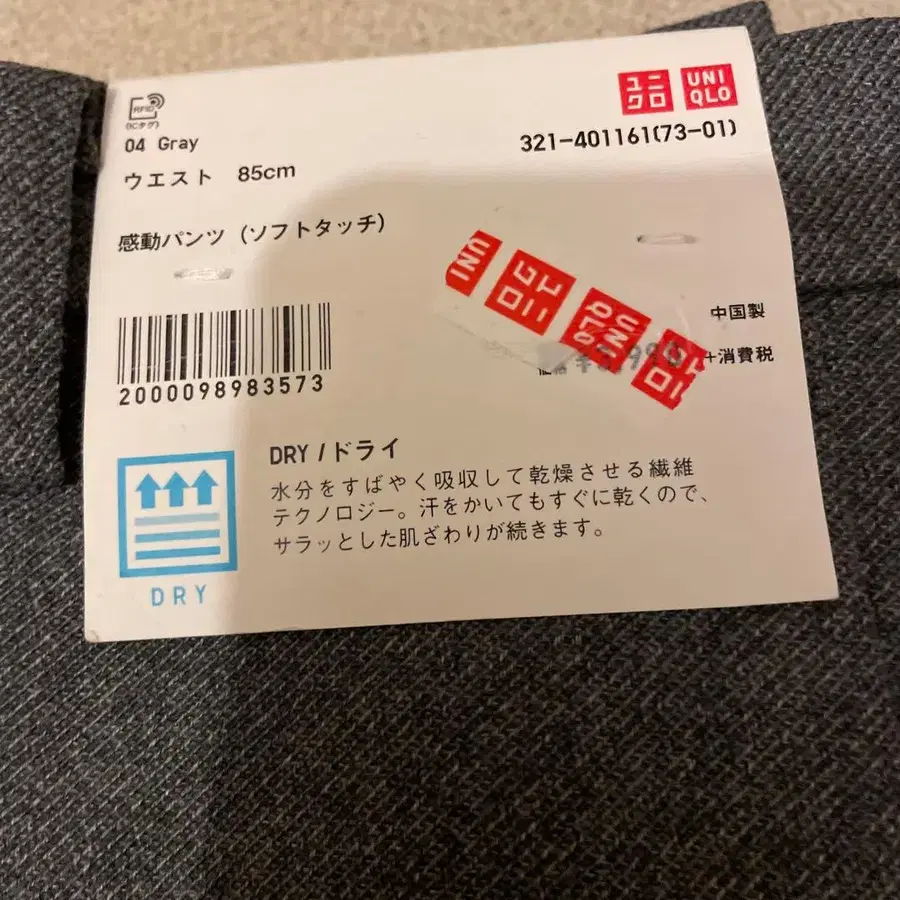 RFID
(ICタグ)
04 Gray
ウエスト 85cm
ユニ
クロ
UNI
QLO
321-401161(73-01)
感動パンツ (ソフトタッチ)
中国製
+消費税
2000098983573
DRY / ドライ
水分をすばやく吸収して乾燥させる繊維
テクノロジー。汗をかいてもすぐに乾くので、
サラッとした肌ざわりが続きます。
DRY